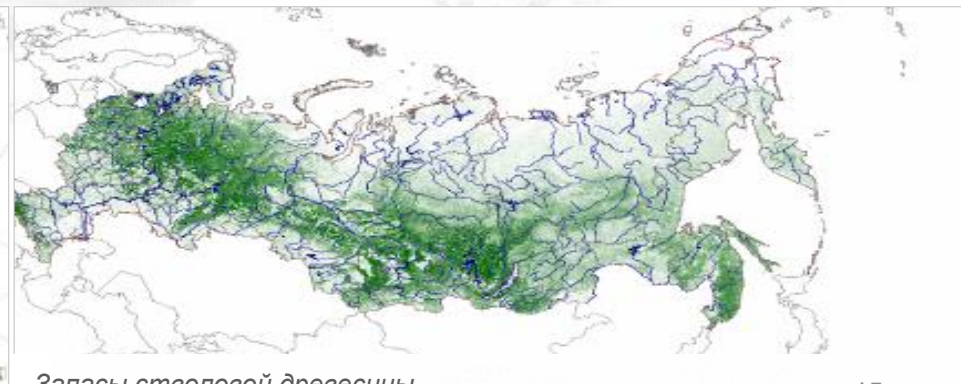 Запасы стволовой древесины